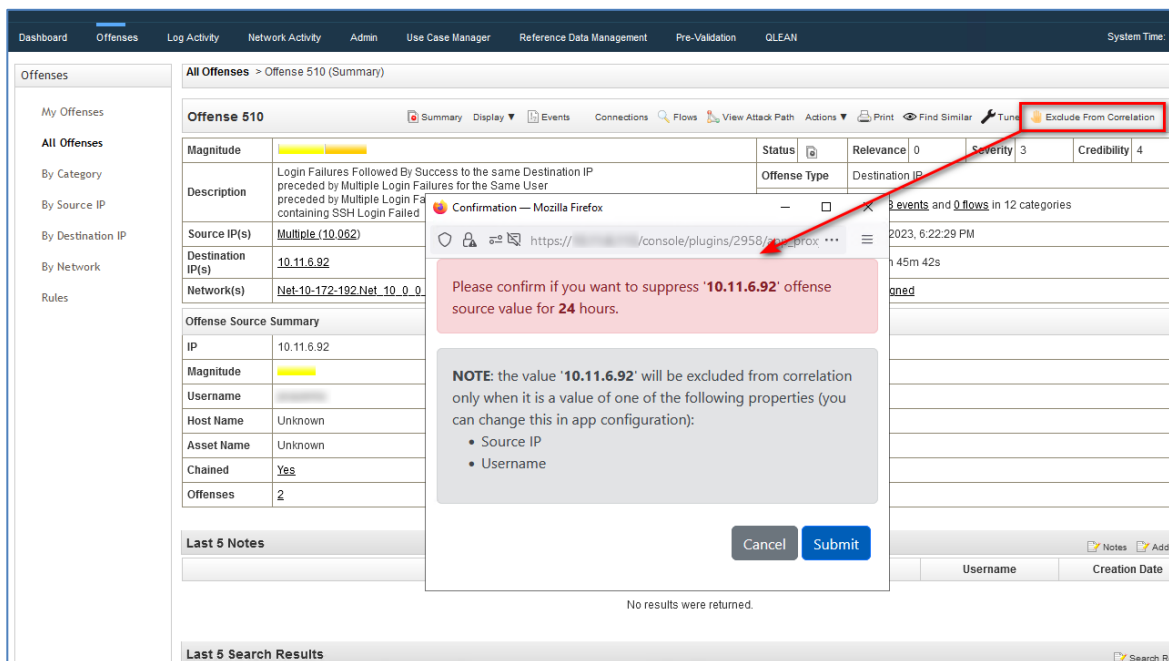 Dashboard Offenses Log Activity Network Activity Admin Use Case Manager Reference Data Management Pre-Validation QLEAN System Time:
Offenses
My Offenses
All Offenses
By Category
By Source IP
By Destination IP
By Network
Rules
All Offenses > Offense 510 (Summary)
Offense 510 Summary Display ▼ Events Connections Flows View Attack Path Actions ▼ Print Find Similar Tune Exclude From Correlation
Magnitude Status Relevance 0 Severity 3 Credibility 4
Description
Login Failures Followed By Success to the same Destination IP
preceded by Multiple Login Failures for the Same User
preceded by Multiple Login
containing SSH Login Failed
Offense Type Destination IP
events and 0 flows in 12 categories
Source IP(s) Multiple (10,062) 2023, 6:22:29 PM
Destination IP(s) 10.11.6.92 45m 42s
Network(s) Net-10-172-192.Net_10_0_0
Offense Source Summary
IP 10.11.6.92
Magnitude
Username
Host Name Unknown
Asset Name Unknown
Chained Yes
Offenses 2
Confirmation — Mozilla Firefox
https:// /console/plugins/2958/app_prox ···
Please confirm if you want to suppress '10.11.6.92' offense
source value for 24 hours.
NOTE: the value '10.11.6.92' will be excluded from correlation
only when it is a value of one of the following properties (you
can change this in app configuration):
• Source IP
• Username
Cancel Submit
Last 5 Notes Notes Add
Username Creation Date
No results were returned.
Last 5 Search Results Search R